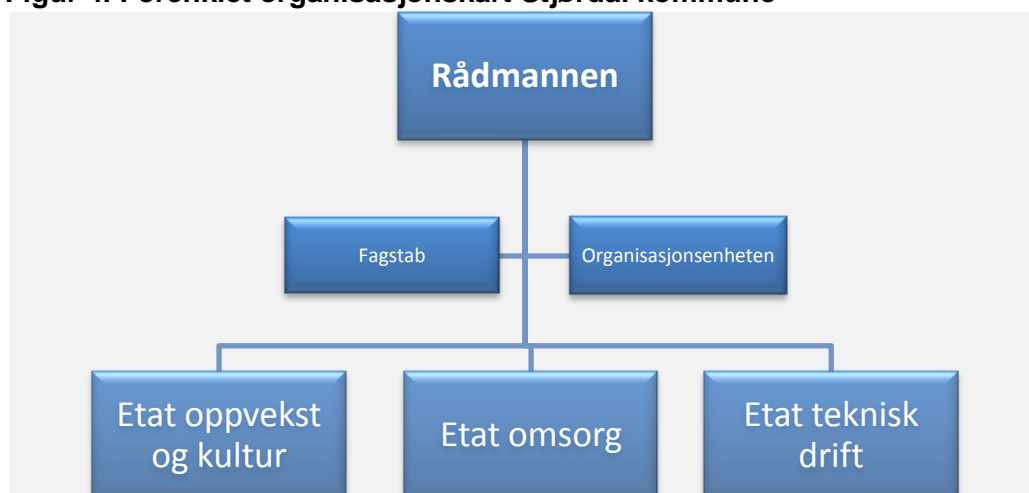 Rådmannen
Fagstab
Organisasjonsenheten
Etat oppvekst
og kultur
Etat omsorg
Etat teknisk
drift